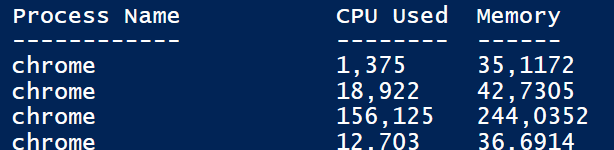 Process Name CPU Used Memory
------------ -------- ------
chrome 1,375 35,1172
chrome 18,922 42,7305
chrome 156,125 244,0352
chrome 12,703 36,6914